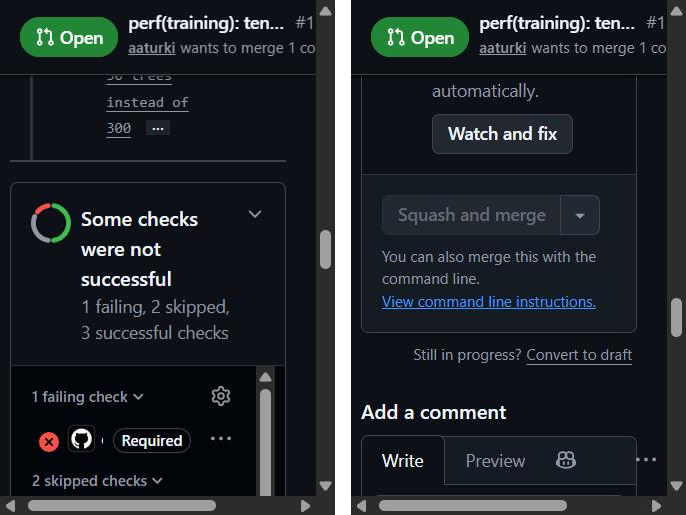 Open
perf(training): ten... #1
aaturki wants to merge 1 co
50 trees
instead of
300 ...
Some checks
were not
successful
1 failing, 2 skipped,
3 successful checks
1 failing check
Required
2 skipped checks
Open
perf(training): ten... #1
aaturki wants to merge 1 co
automatically.
Watch and fix
Squash and merge
You can also merge this with the
command line.
View command line instructions.
Still in progress? Convert to draft
Add a comment
Write Preview